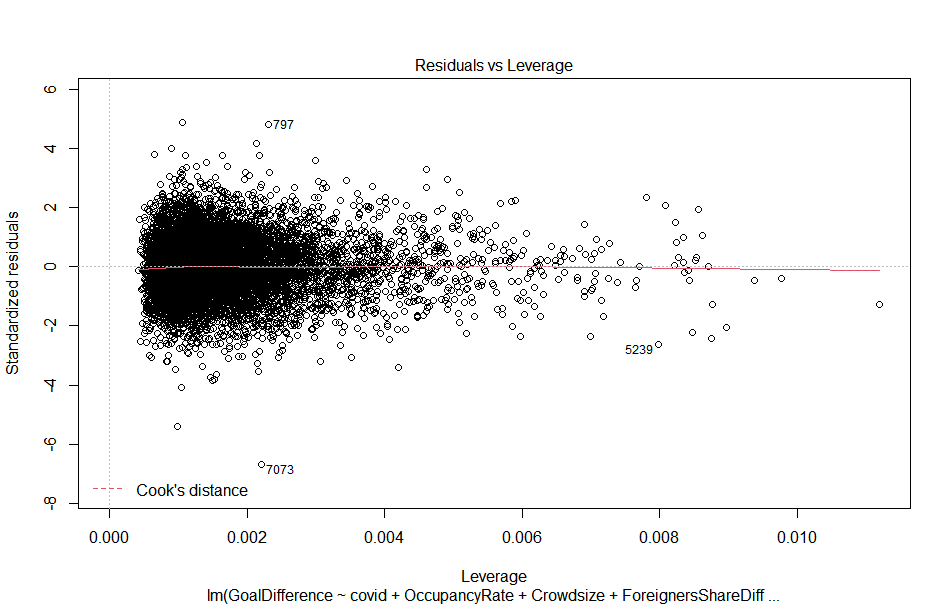 Residuals vs Leverage
6
4
2
0
-2
-4
-6
-8
Standardized residuals
797
5239
7073
Cook's distance
0.000 0.002 0.004 0.006 0.008 0.010
Leverage
lm(GoalDifference ~ covid + OccupancyRate + Crowdsize + ForeignersShareDiff ...